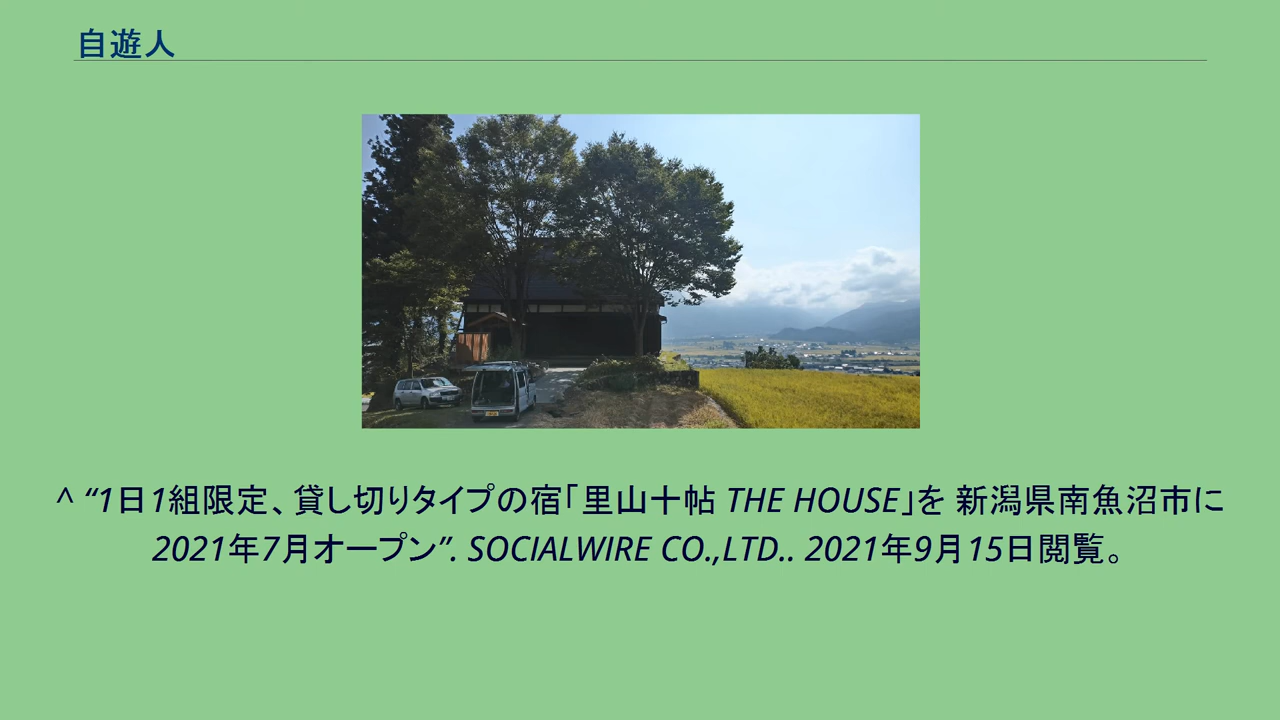 自遊人
^ “1日1組限定、貸し切りタイプの宿「里山十帖 THE HOUSE」を 新潟県南魚沼市に
2021年7月オープン”. SOCIALWIRE CO.,LTD.. 2021年9月15日閲覧。